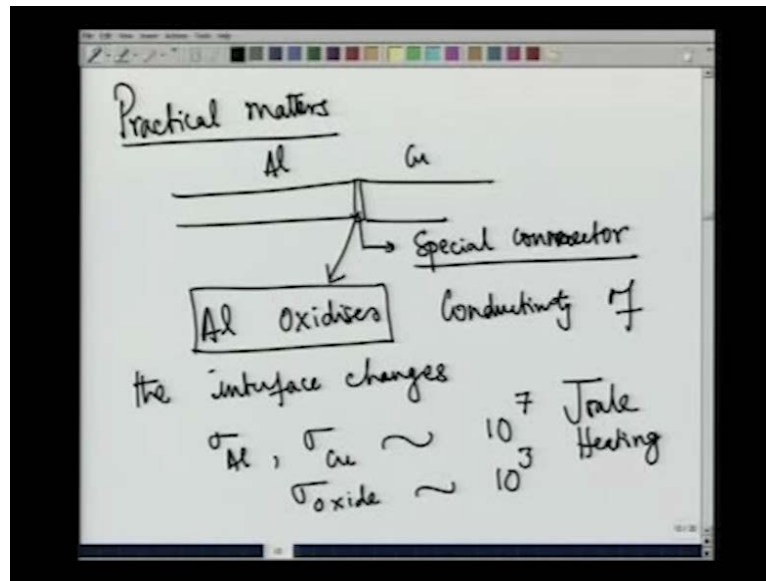 Practical matters
Al Cu
Special connector
Al Oxidises Conductivity of
the interface changes
σAl, σCu ~ 10^7 Joule
Heating
σoxide ~ 10^3